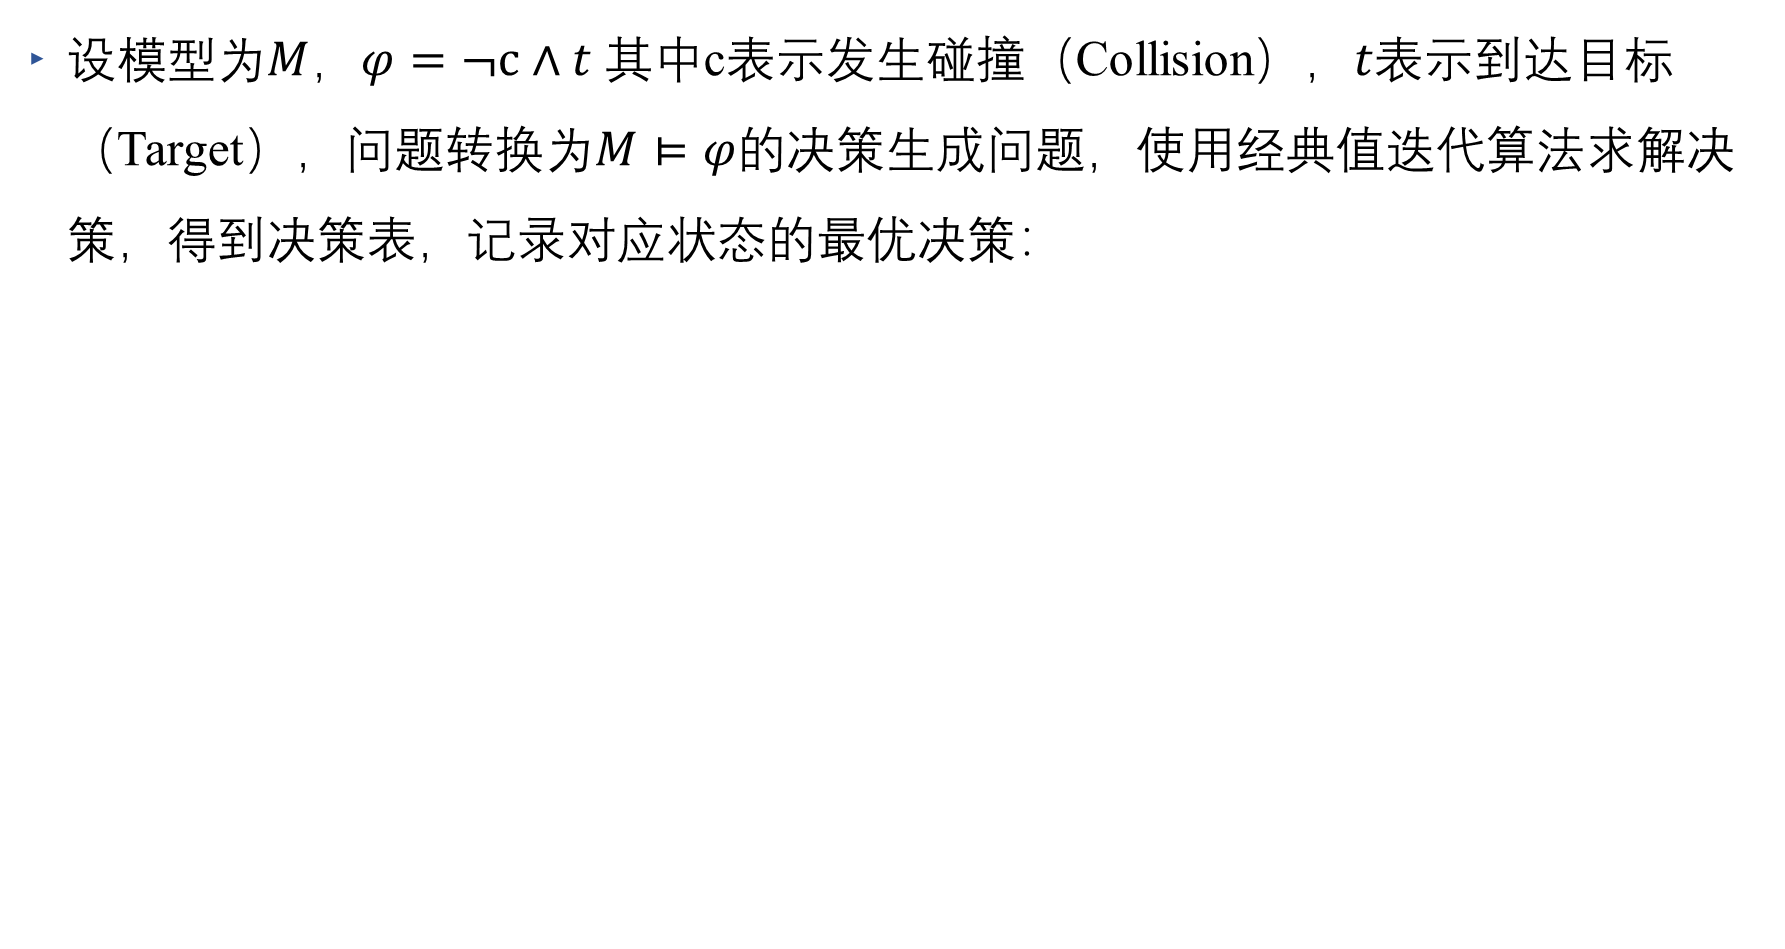 ▸ 设模型为M，φ = ¬c ∧ t 其中c表示发生碰撞（Collision），t表示到达目标
（Target），问题转换为M ⊨ φ的决策生成问题，使用经典值迭代算法求解决
策，得到决策表，记录对应状态的最优决策：